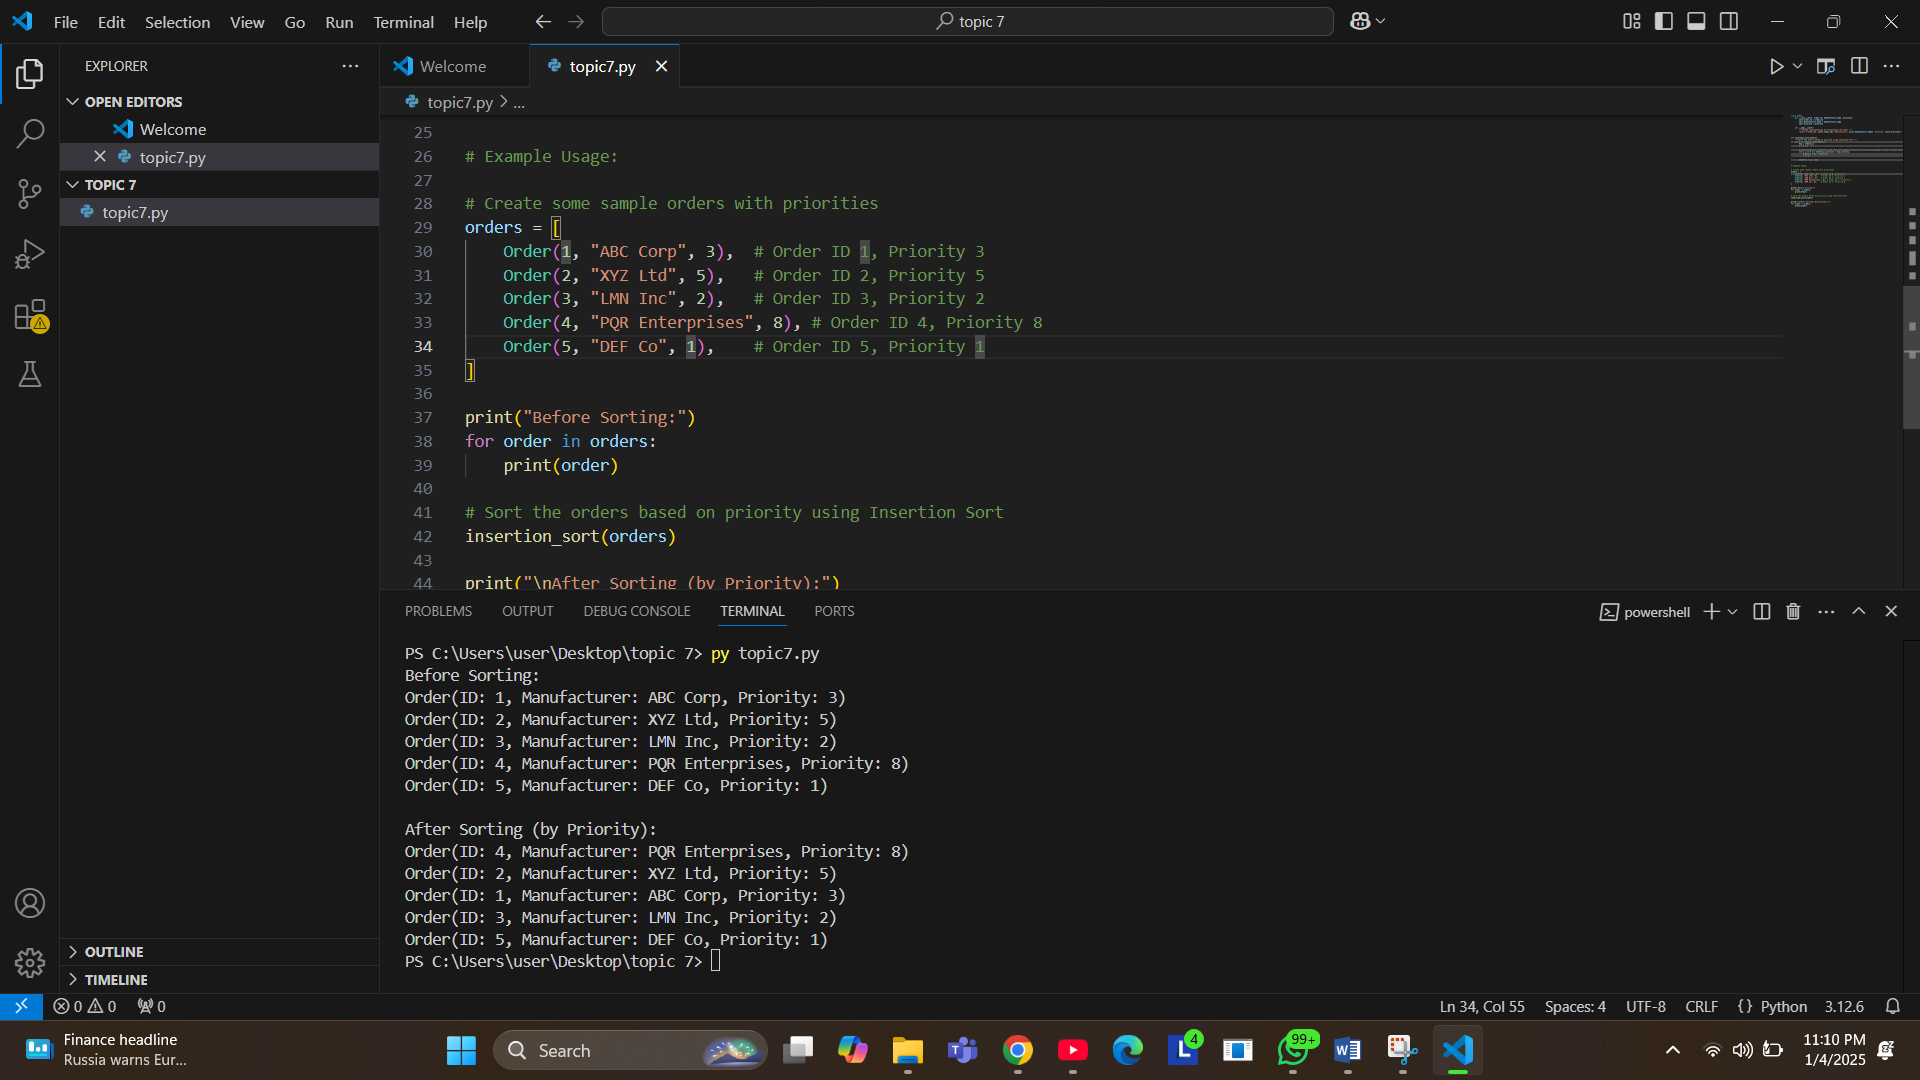 File Edit Selection View Go Run Terminal Help
topic 7
EXPLORER
OPEN EDITORS
Welcome
topic7.py
TOPIC 7
topic7.py
OUTLINE
TIMELINE
Welcome
topic7.py
topic7.py > ...
25
26 # Example Usage:
27
28 # Create some sample orders with priorities
29 orders = [
30 Order(1, "ABC Corp", 3), # Order ID 1, Priority 3
31 Order(2, "XYZ Ltd", 5), # Order ID 2, Priority 5
32 Order(3, "LMN Inc", 2), # Order ID 3, Priority 2
33 Order(4, "PQR Enterprises", 8), # Order ID 4, Priority 8
34 Order(5, "DEF Co", 1), # Order ID 5, Priority 1
35 ]
36
37 print("Before Sorting:")
38 for order in orders:
39 print(order)
40
41 # Sort the orders based on priority using Insertion Sort
42 insertion_sort(orders)
43
44 print("\nAfter Sorting (by Priority):")
PROBLEMS OUTPUT DEBUG CONSOLE TERMINAL PORTS
powershell
PS C:\Users\user\Desktop\topic 7> py topic7.py
Before Sorting:
Order(ID: 1, Manufacturer: ABC Corp, Priority: 3)
Order(ID: 2, Manufacturer: XYZ Ltd, Priority: 5)
Order(ID: 3, Manufacturer: LMN Inc, Priority: 2)
Order(ID: 4, Manufacturer: PQR Enterprises, Priority: 8)
Order(ID: 5, Manufacturer: DEF Co, Priority: 1)

After Sorting (by Priority):
Order(ID: 4, Manufacturer: PQR Enterprises, Priority: 8)
Order(ID: 2, Manufacturer: XYZ Ltd, Priority: 5)
Order(ID: 1, Manufacturer: ABC Corp, Priority: 3)
Order(ID: 3, Manufacturer: LMN Inc, Priority: 2)
Order(ID: 5, Manufacturer: DEF Co, Priority: 1)
PS C:\Users\user\Desktop\topic 7>
0 0 0
Ln 34, Col 55 Spaces: 4 UTF-8 CRLF {} Python 3.12.6
Finance headline
Russia warns Eur...
Search
4
99+
11:10 PM
1/4/2025